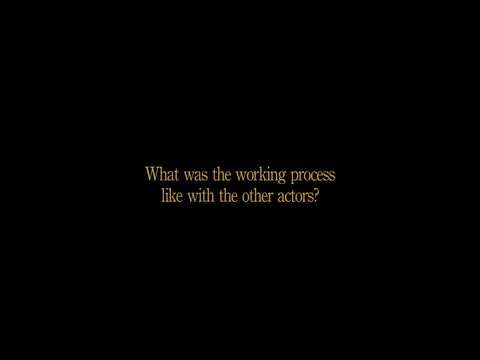 What was the working process
like with the other actors?